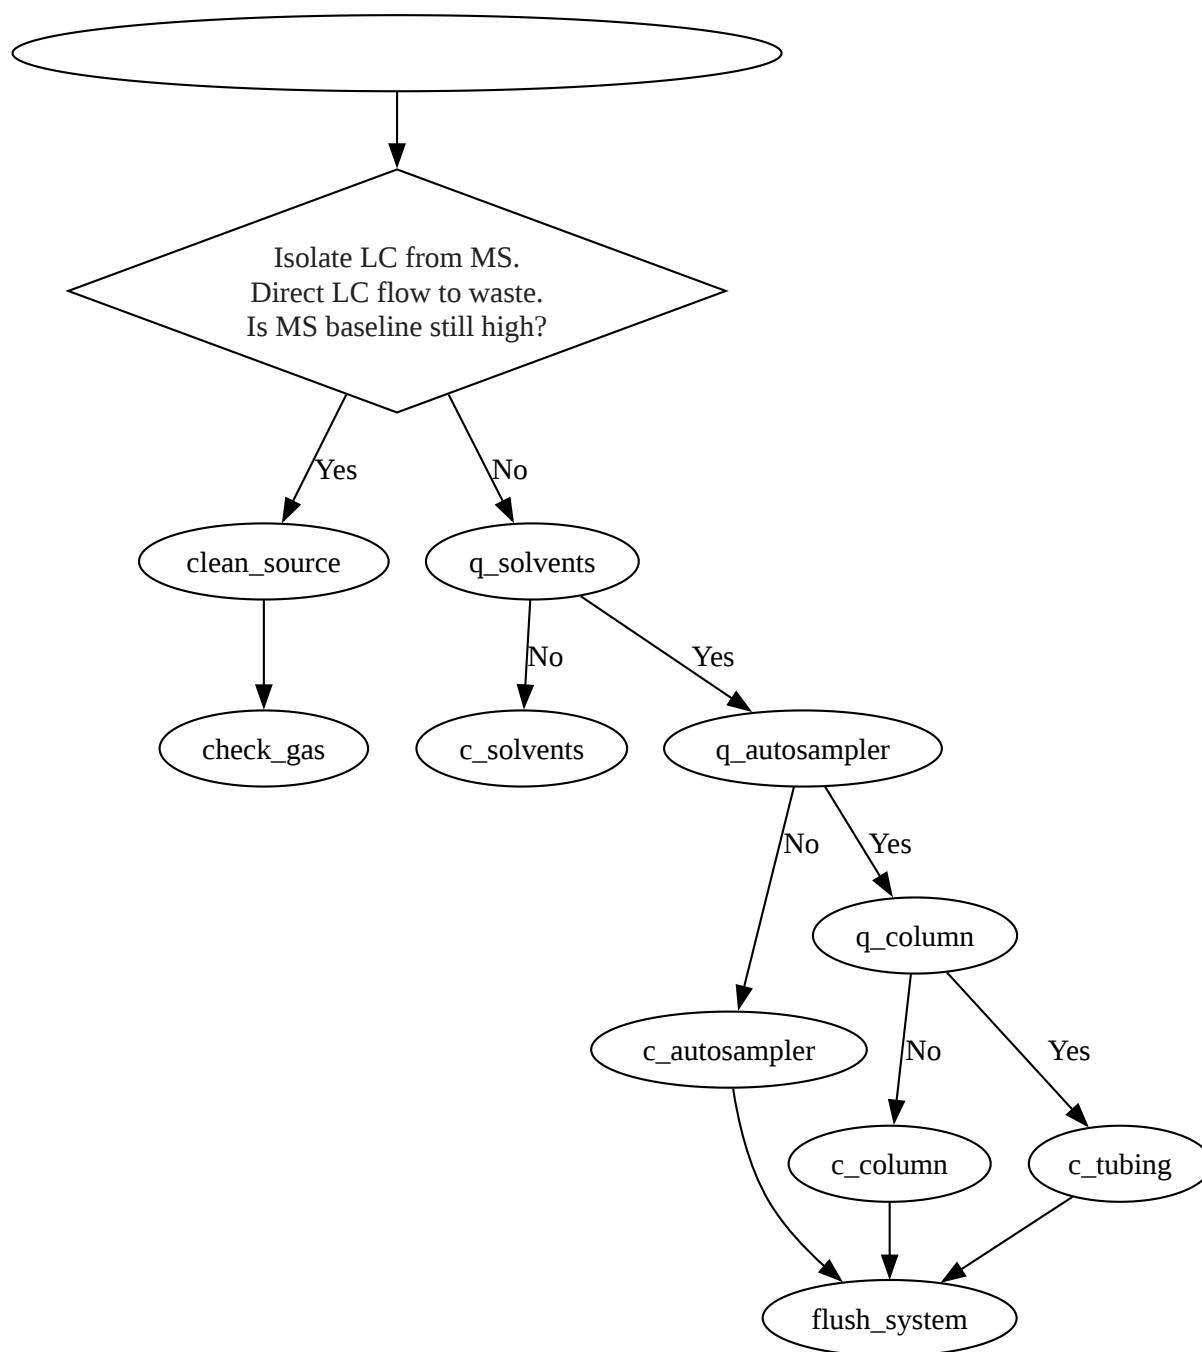 Isolate LC from MS.
Direct LC flow to waste.
Is MS baseline still high?
Yes
No
clean_source
q_solvents
No
Yes
check_gas
c_solvents
q_autosampler
No
Yes
q_column
c_autosampler
No
Yes
c_column
c_tubing
flush_system